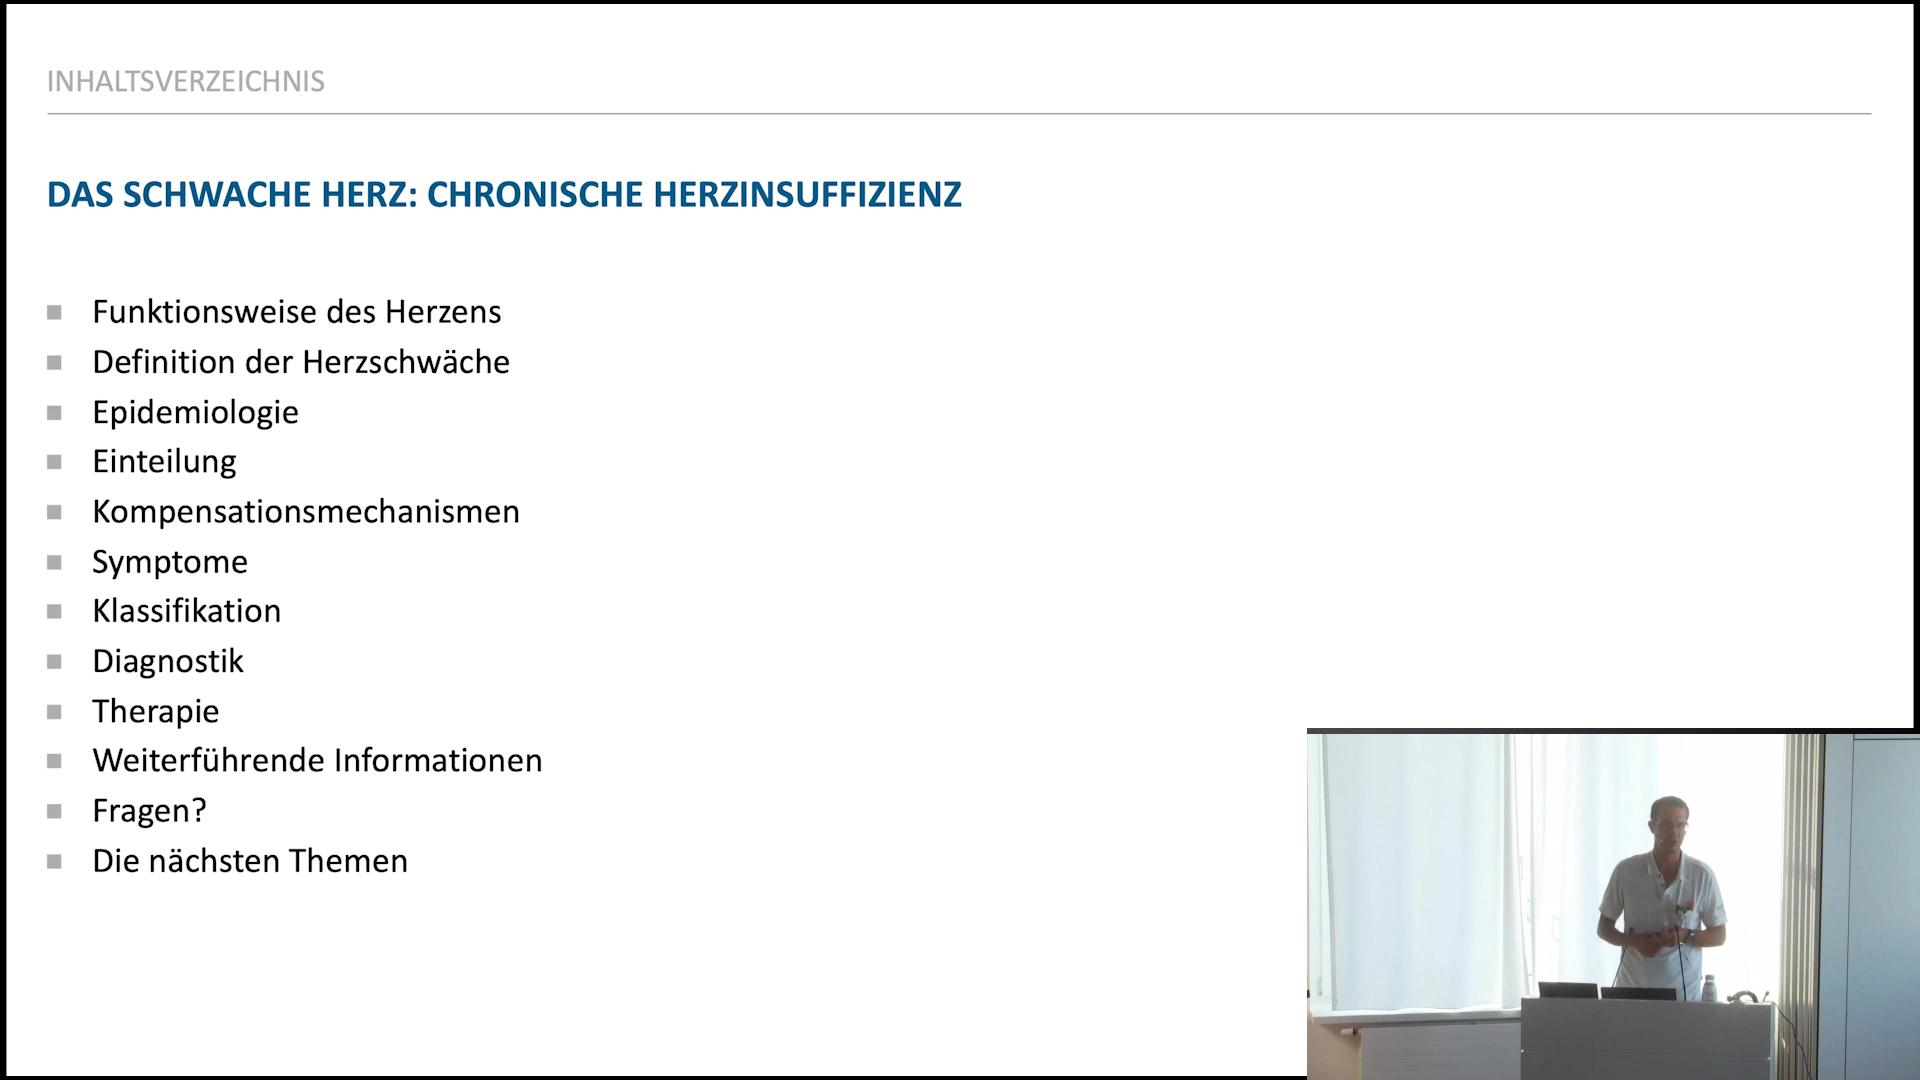 INHALTSVERZEICHNIS
DAS SCHWACHE HERZ: CHRONISCHE HERZINSUFFIZIENZ
Funktionsweise des Herzens
Definition der Herzschwäche
Epidemiologie
Einteilung
Kompensationsmechanismen
Symptome
Klassifikation
Diagnostik
Therapie
Weiterführende Informationen
Fragen?
Die nächsten Themen